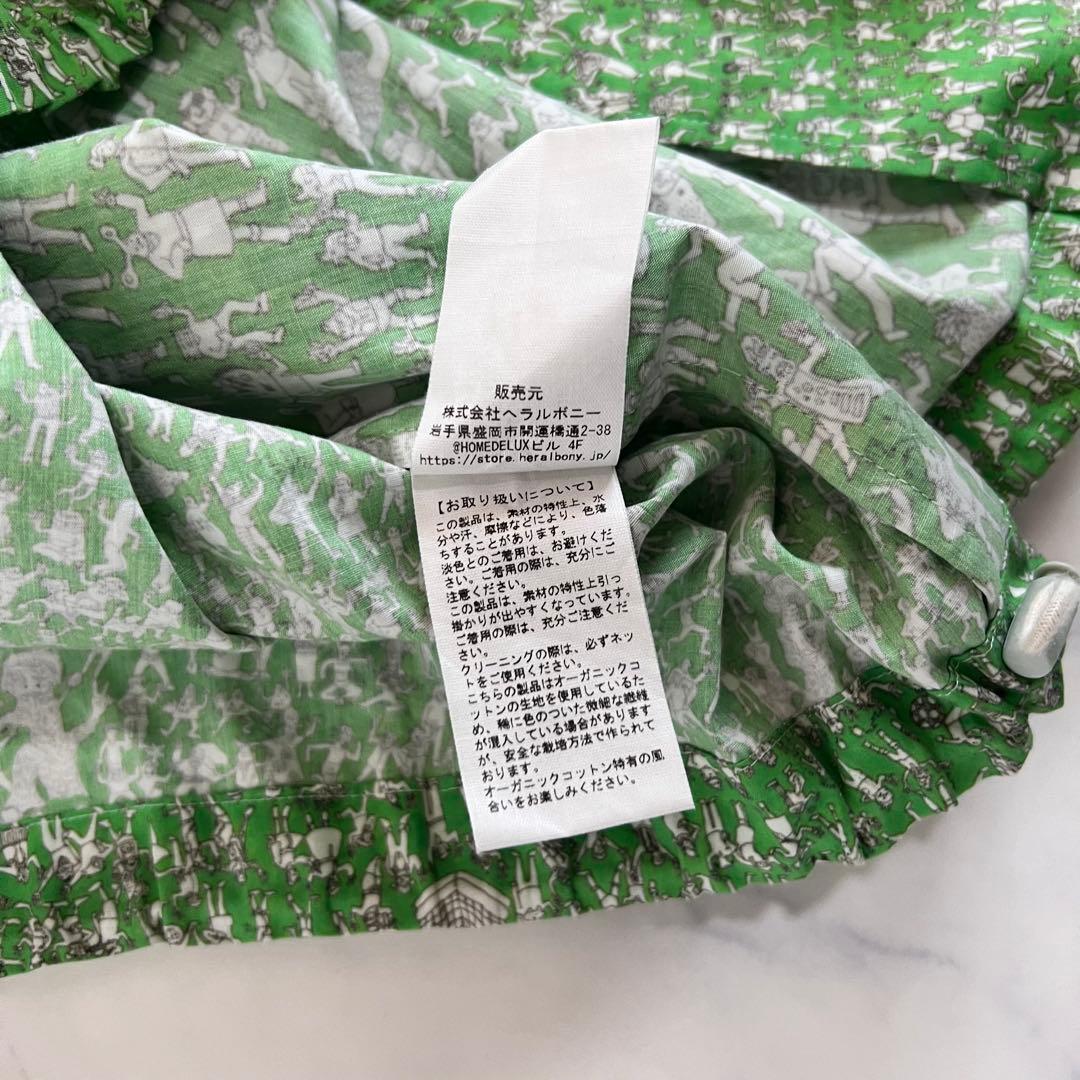 販売元
株式会社ヘラルボニー
岩手県盛岡市開運橋通2-38
@HOMEDELUXビル 4F
https://store.heralbony.jp/
【お取り扱いについて】
この製品は、素材の特性上、水
分や汗、摩擦などにより、色落
ちすることがあります。
淡色とのご着用は、お避けくだ
さい。ご着用の際は、充分にご
注意ください。
この製品は、素材の特性上引っ
掛かりが出やすくなっています。
ご着用の際は、充分ご注意くだ
さい。
クリーニングの際は、必ずネッ
トをご使用ください。
こちらの製品はオーガニックコ
ットンの生地を使用しているた
め、稀に色のついた微細な繊維
が混入している場合があります
が、安全な栽培方法で作られて
おります。
オーガニックコットン特有の風
合いをお楽しみください。